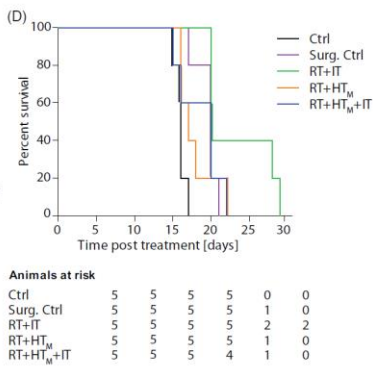 (D)
100
80
60
40
20
0
Percent survival
0 5 10 15 20 25 30
Time post treatment [days]
Ctrl
Surg. Ctrl
RT+IT
RT+HTM
RT+HTM+IT
Animals at risk
Ctrl 5 5 5 5 0 0
Surg. Ctrl 5 5 5 5 1 0
RT+IT 5 5 5 5 2 2
RT+HTM 5 5 5 5 1 0
RT+HTM+IT 5 5 5 4 1 0